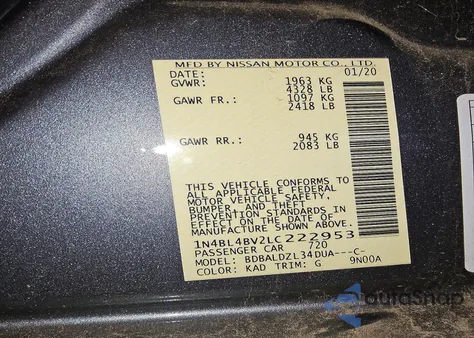 MFD BY NISSAN MOTOR CO., LTD.
DATE: 01/20
GVWR: 1963 KG
4328 LB
GAWR FR.: 1097 KG
2418 LB
GAWR RR.: 945 KG
2083 LB
THIS VEHICLE CONFORMS TO
ALL APPLICABLE FEDERAL
MOTOR VEHICLE SAFETY,
BUMPER, AND THEFT
PREVENTION STANDARDS IN
EFFECT ON THE DATE OF
MANUFACTURE SHOWN ABOVE.
1N4BL4BV2LC222953
PASSENGER CAR 720
MODEL: BDBALDZL34DUA---C-
COLOR: KAD TRIM: G 9N00A
autoSnap